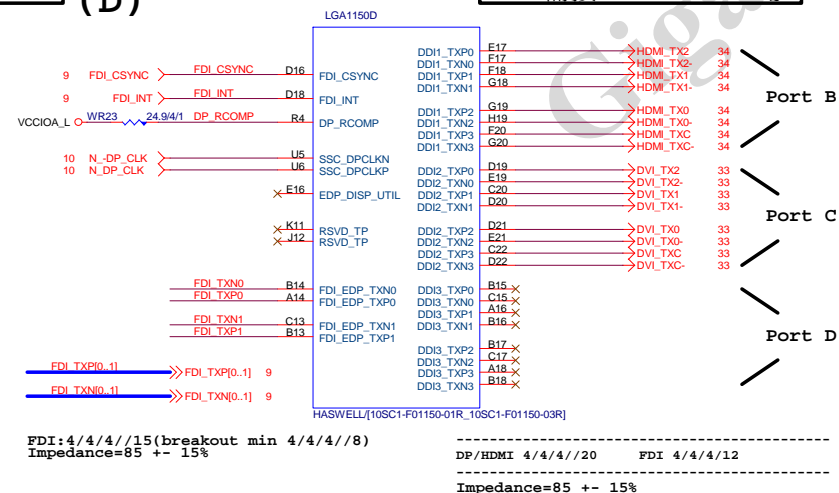 (D)
LGA1150D
Giga
9 FDI_CSYNC FDI_CSYNC D16 FDI_CSYNC
9 FDI_INT FDI_INT D18 FDI_INT
VCCIOA_L WR23 24.9/4/1 DP_RCOMP R4 DP_RCOMP
10 N_-DP_CLK U5 SSC_DPCLKN
10 N_DP_CLK U6 SSC_DPCLKP
E16 EDP_DISP_UTIL
K11 RSVD_TP
J12 RSVD_TP
FDI_TXN0 B14 FDI_EDP_TXN0
FDI_TXP0 A14 FDI_EDP_TXP0
FDI_TXN1 C13 FDI_EDP_TXN1
FDI_TXP1 B13 FDI_EDP_TXP1
FDI_TXP[0..1] FDI_TXP[0..1] 9
FDI_TXN[0..1] FDI_TXN[0..1] 9
DDI1_TXP0 E17 HDMI_TX2 34
DDI1_TXN0 F17 HDMI_TX2- 34
DDI1_TXP1 F18 HDMI_TX1 34
DDI1_TXN1 G18 HDMI_TX1- 34
Port B
DDI1_TXP2 G19 HDMI_TX0 34
DDI1_TXN2 H19 HDMI_TX0- 34
DDI1_TXP3 F20 HDMI_TXC 34
DDI1_TXN3 G20 HDMI_TXC- 34
DDI2_TXP0 D19 DVI_TX2 33
DDI2_TXN0 E19 DVI_TX2- 33
DDI2_TXP1 C20 DVI_TX1 33
DDI2_TXN1 D20 DVI_TX1- 33
Port C
DDI2_TXP2 D21 DVI_TX0 33
DDI2_TXN2 E21 DVI_TX0- 33
DDI2_TXP3 C22 DVI_TXC 33
DDI2_TXN3 D22 DVI_TXC- 33
DDI3_TXP0 B15
DDI3_TXN0 C15
DDI3_TXP1 A16
DDI3_TXN1 B16
Port D
DDI3_TXP2 B17
DDI3_TXN2 C17
DDI3_TXP3 A18
DDI3_TXN3 B18
HASWELL/[10SC1-F01150-01R_10SC1-F01150-03R]
FDI:4/4/4//15(breakout min 4/4/4//8)
Impedance=85 +- 15%
DP/HDMI 4/4/4//20 FDI 4/4/4/12
Impedance=85 +- 15%